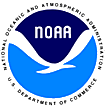 NATIONAL OCEANIC AND ATMOSPHERIC ADMINISTRATION
NOAA
U.S. DEPARTMENT OF COMMERCE